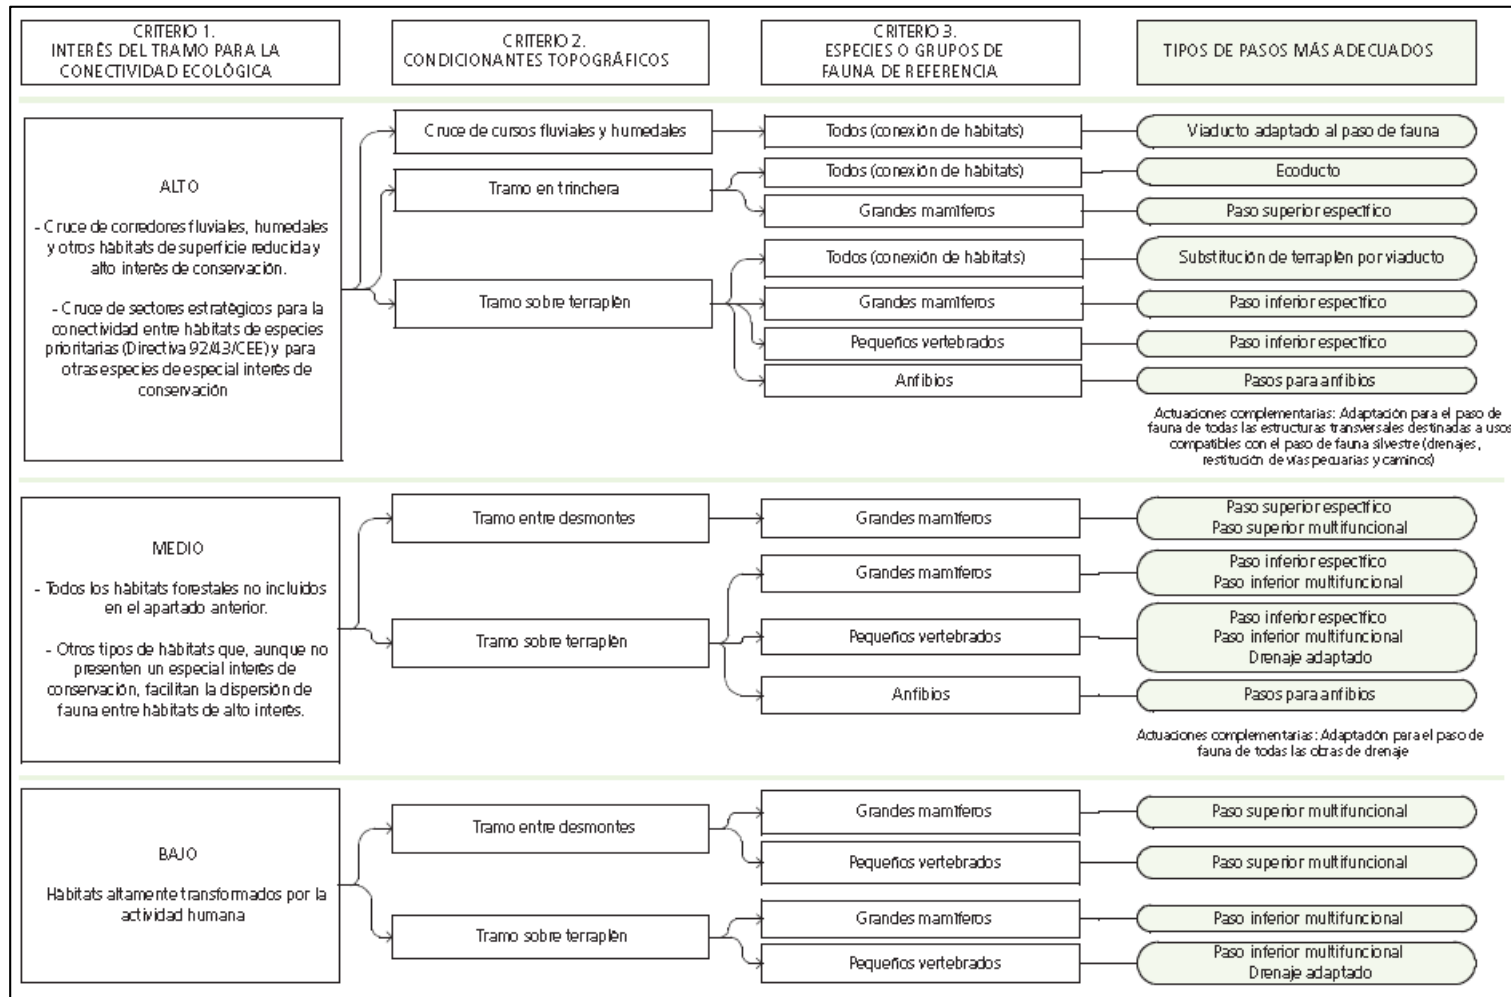 CRITERIO 1.
INTERÉS DEL TRAMO PARA LA
CONECTIVIDAD ECOLÓGICA
CRITERIO 2.
CONDICIONANTES TOPOGRÁFICOS
CRITERIO 3.
ESPECIES O GRUPOS DE
FAUNA DE REFERENCIA
TIPOS DE PASOS MÁS ADECUADOS
ALTO
- Cruce de corredores fluviales, humedales
y otros hábitats de superficie reducida y
alto interés de conservación.
- Cruce de sectores estratégicos para la
conectividad entre hábitats de especies
prioritarias (Directiva 92/43/CEE) y para
otras especies de especial interés de
conservación
Cruce de cursos fluviales y humedales
Todos (conexión de hábitats)
Viaducto adaptado al paso de fauna
Tramo en trinchera
Todos (conexión de hábitats)
Ecoducto
Grandes mamíferos
Paso superior específico
Tramo sobre terraplén
Todos (conexión de hábitats)
Substitución de terraplén por viaducto
Grandes mamíferos
Paso inferior específico
Pequeños vertebrados
Paso inferior específico
Anfibios
Pasos para anfibios
Actuaciones complementarias: Adaptación para el paso de
fauna de todas las estructuras transversales destinadas a usos
compatibles con el paso de fauna silvestre (drenajes,
restitución de vías pecuarias y caminos)
MEDIO
- Todos los hábitats forestales no incluidos
en el apartado anterior.
- Otros tipos de hábitats que, aunque no
presenten un especial interés de
conservación, facilitan la dispersión de
fauna entre hábitats de alto interés.
Tramo entre desmontes
Grandes mamíferos
Paso superior específico
Paso superior multifuncional
Tramo sobre terraplén
Grandes mamíferos
Paso inferior específico
Paso inferior multifuncional
Pequeños vertebrados
Paso inferior específico
Paso inferior multifuncional
Drenaje adaptado
Anfibios
Pasos para anfibios
Actuaciones complementarias: Adaptación para el paso de
fauna de todas las obras de drenaje
BAJO
Hábitats altamente transformados por la
actividad humana
Tramo entre desmontes
Grandes mamíferos
Paso superior multifuncional
Pequeños vertebrados
Paso superior multifuncional
Tramo sobre terraplén
Grandes mamíferos
Paso inferior multifuncional
Pequeños vertebrados
Paso inferior multifuncional
Drenaje adaptado